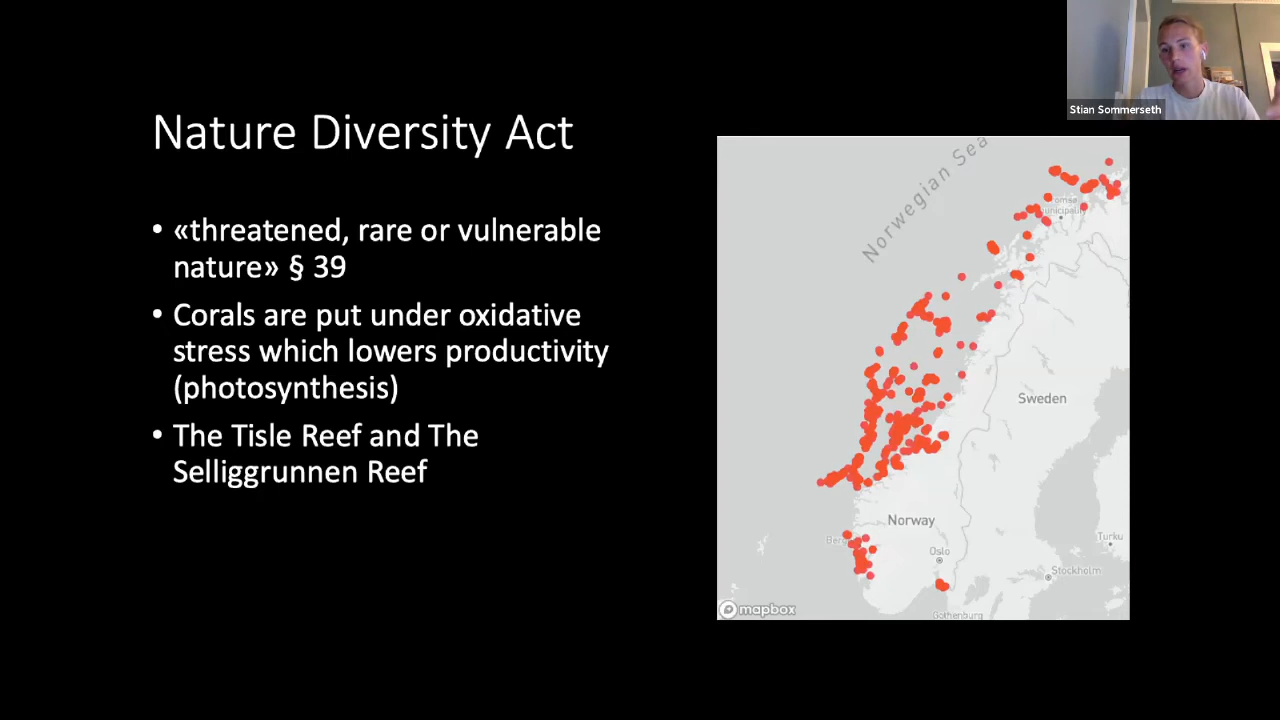 Stian Sommerseth
Nature Diversity Act
• «threatened, rare or vulnerable
nature» § 39
• Corals are put under oxidative
stress which lowers productivity
(photosynthesis)
• The Tisle Reef and The
Selliggrunnen Reef
Norwegian Sea
Sweden
Norway
Oslo
Turku
Stockholm
Gothenburg
mapbox